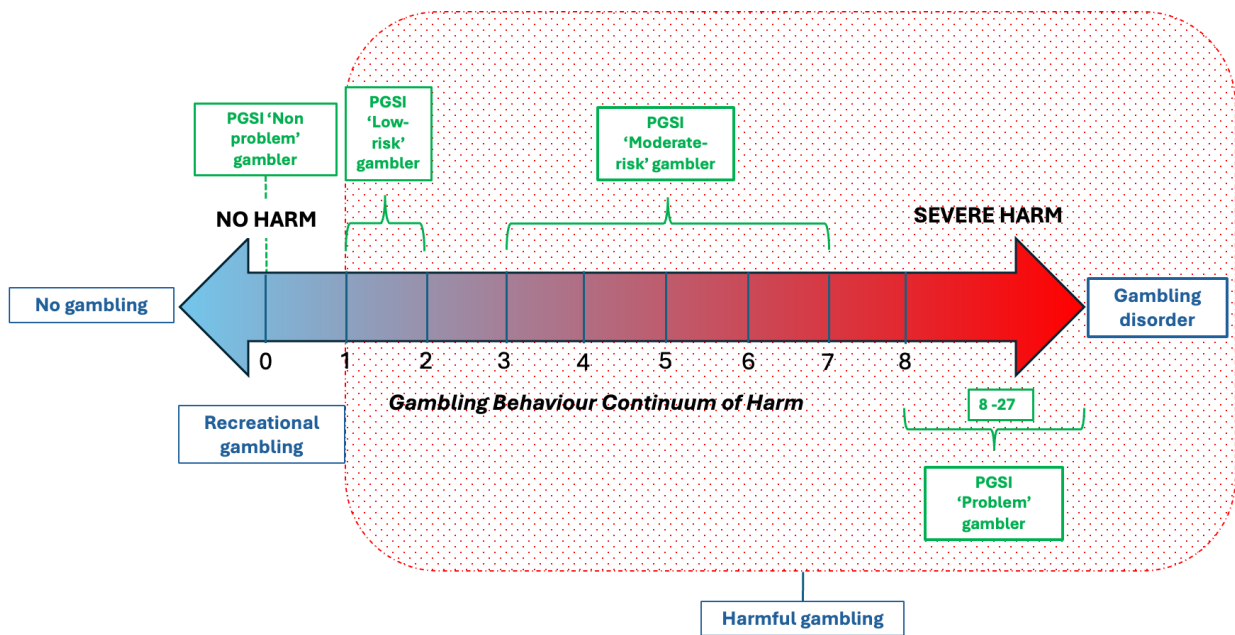 PGSI 'Non
problem'
gambler
PGSI
‘Low-
risk’
gambler
PGSI
‘Moderate-
risk’ gambler
NO HARM
SEVERE HARM
No gambling
Gambling
disorder
0 1 2 3 4 5 6 7 8
Gambling Behaviour Continuum of Harm
8 -27
Recreational
gambling
PGSI
‘Problem’
gambler
Harmful gambling